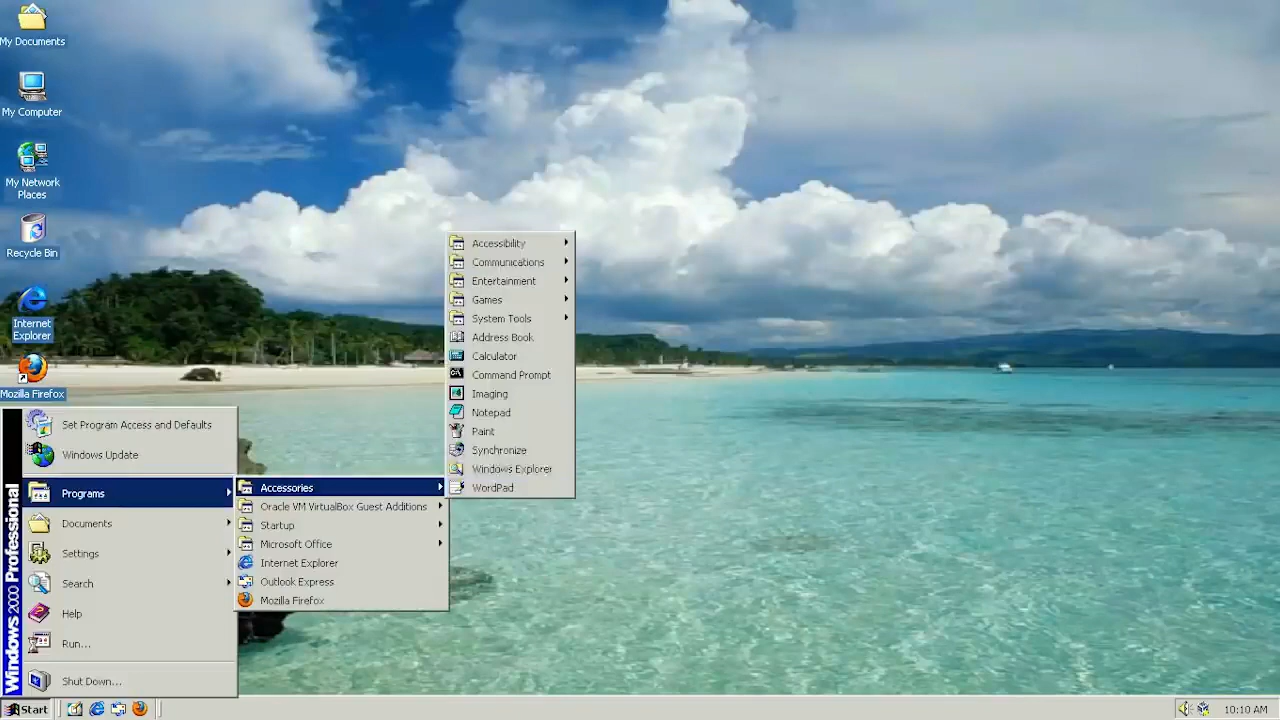 My Documents
My Computer
My Network
Places
Recycle Bin
Internet
Explorer
Mozilla Firefox
Set Program Access and Defaults
Windows Update
Programs
Documents
Settings
Search
Help
Run...
Shut Down...
Windows 2000 Professional
Accessories
Oracle VM VirtualBox Guest Additions
Startup
Microsoft Office
Internet Explorer
Outlook Express
Mozilla Firefox
Accessibility
Communications
Entertainment
Games
System Tools
Address Book
Calculator
Command Prompt
Imaging
Notepad
Paint
Synchronize
Windows Explorer
WordPad
Start
10:10 AM